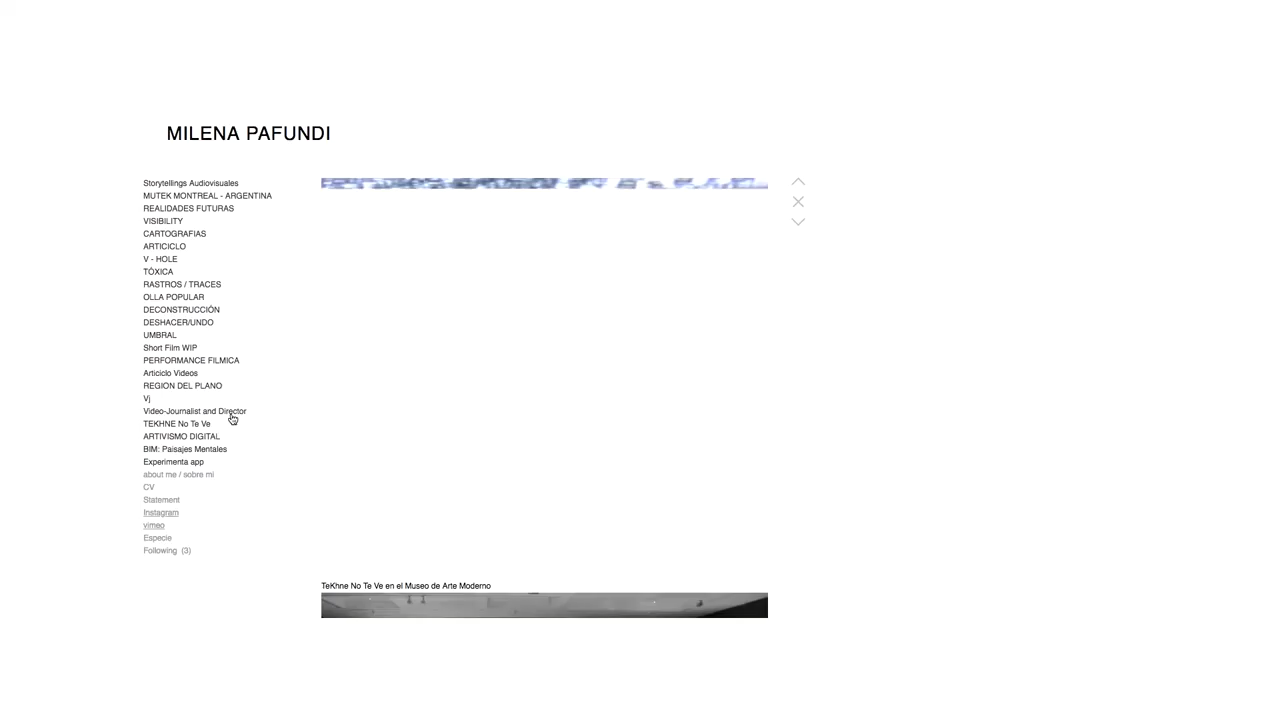 MILENA PAFUNDI
Storytellings Audiovisuales
MUTEK MONTREAL - ARGENTINA
REALIDADES FUTURAS
VISIBILITY
CARTOGRAFIAS
ARTICICLO
V - HOLE
TÓXICA
RASTROS / TRACES
OLLA POPULAR
DECONSTRUCCIÓN
DESHACER/UNDO
UMBRAL
Short Film WIP
PERFORMANCE FILMICA
Articiclo Videos
REGION DEL PLANO
Vj
Video-Journalist and Director
TEKHNE No Te Ve
ARTIVISMO DIGITAL
BIM: Paisajes Mentales
Experimenta app
about me / sobre mi
CV
Statement
Instagram
vimeo
Especie
Following (3)
TeKhne No Te Ve en el Museo de Arte Moderno